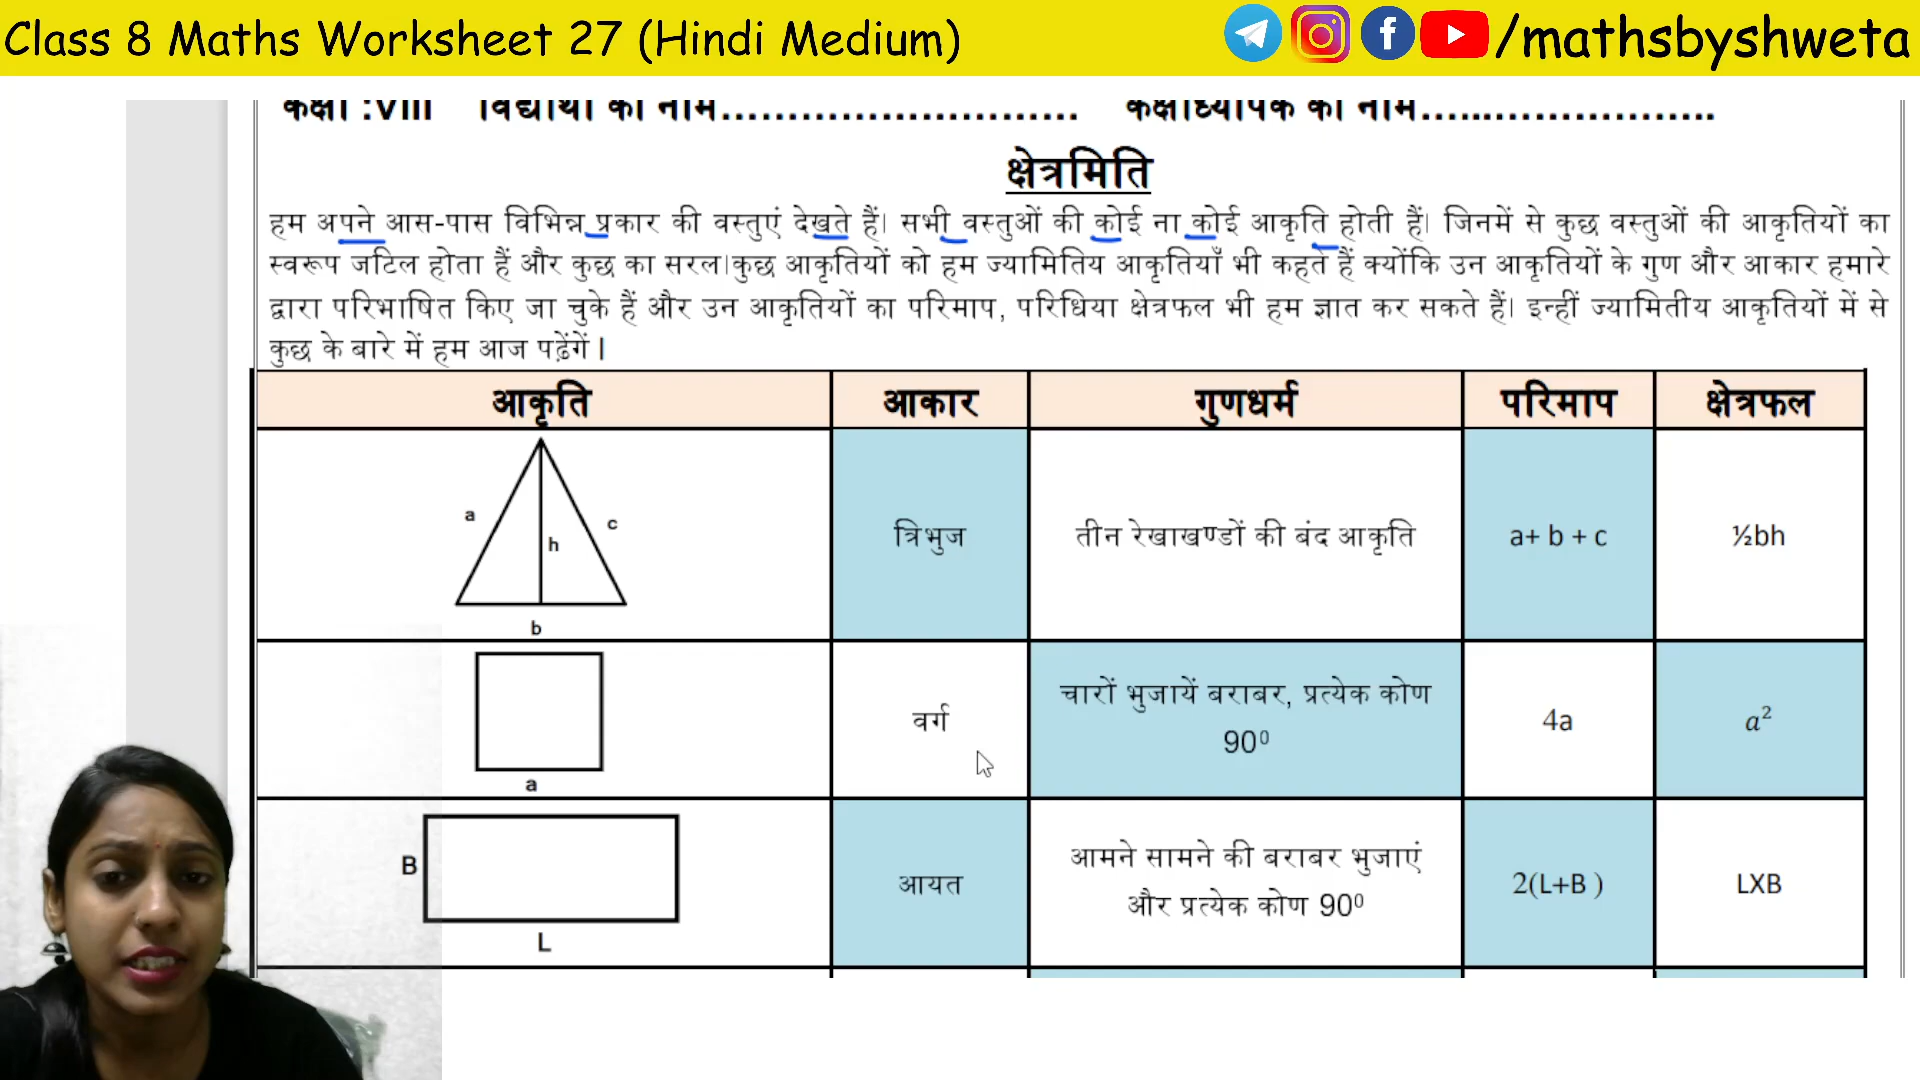 Class 8 Maths Worksheet 27 (Hindi Medium)
/mathsbyshweta
कक्षा :VIII विद्यार्थी का नाम........................... कक्षाध्यापक का नाम.......................
क्षेत्रमिति
हम अपने आस-पास विभिन्न प्रकार की वस्तुएं देखते हैं। सभी वस्तुओं की कोई ना कोई आकृति होती हैं। जिनमें से कुछ वस्तुओं की आकृतियों का
स्वरूप जटिल होता हैं और कुछ का सरल।कुछ आकृतियों को हम ज्यामितिय आकृतियाँ भी कहते हैं क्योंकि उन आकृतियों के गुण और आकार हमारे
द्वारा परिभाषित किए जा चुके हैं और उन आकृतियों का परिमाप, परिधिया क्षेत्रफल भी हम ज्ञात कर सकते हैं। इन्हीं ज्यामितीय आकृतियों में से
कुछ के बारे में हम आज पढ़ेंगें |
आकृति आकार गुणधर्म परिमाप क्षेत्रफल
a c
h
b
त्रिभुज तीन रेखाखण्डों की बंद आकृति a+ b + c ½bh
a
वर्ग चारों भुजायें बराबर, प्रत्येक कोण
90⁰
4a a²
B
L
आयत आमने सामने की बराबर भुजाएं
और प्रत्येक कोण 90⁰
2(L+B ) LXB